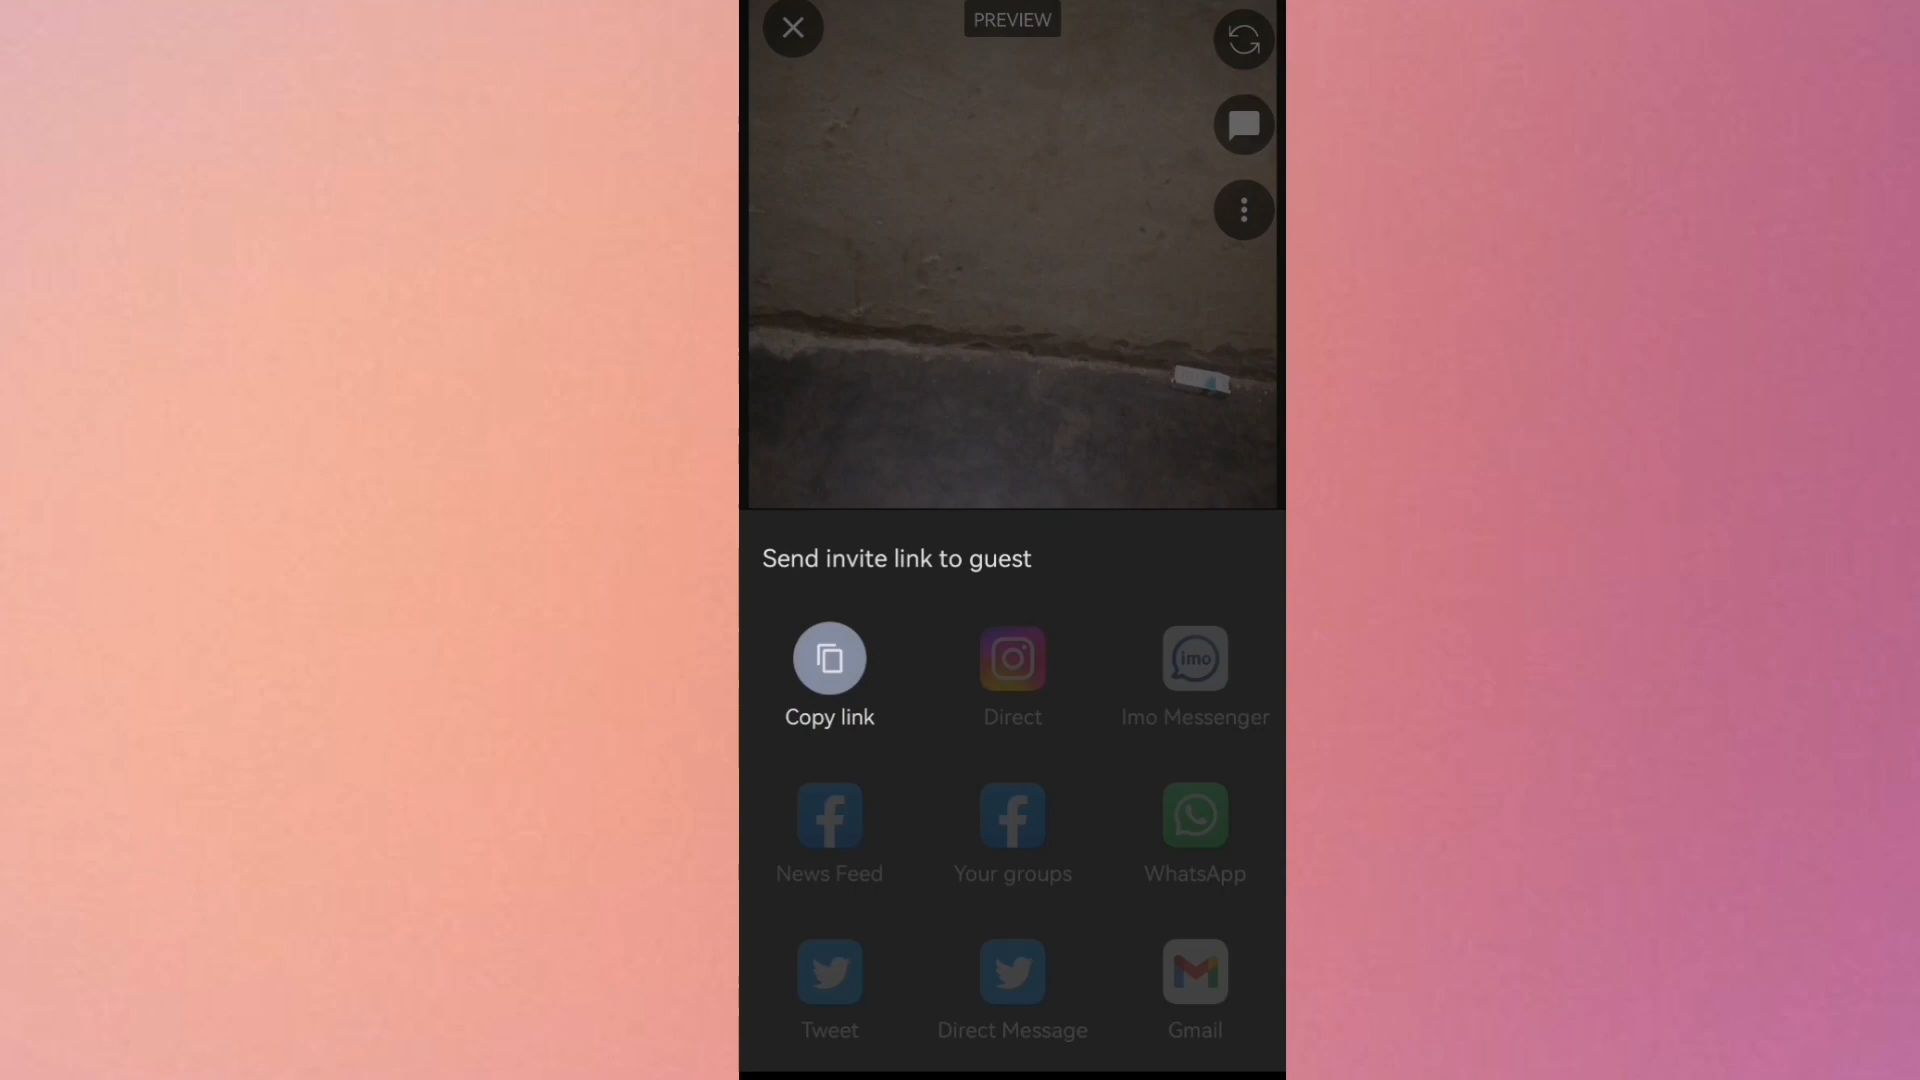 PREVIEW
Send invite link to guest
Copy link
Direct
imo
Imo Messenger
News Feed
Your groups
WhatsApp
Tweet
Direct Message
Gmail